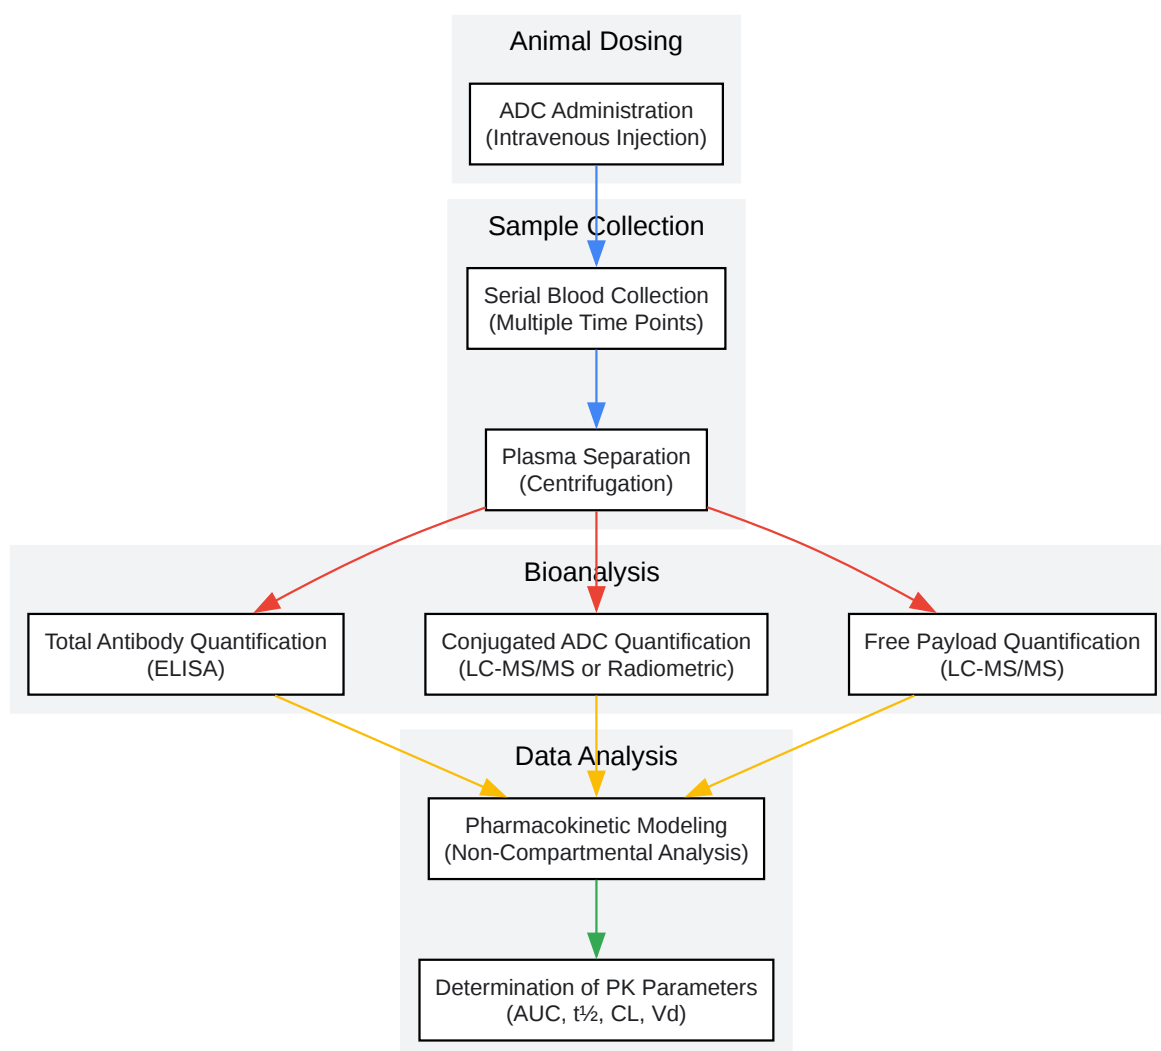 Animal Dosing
ADC Administration
(Intravenous Injection)
Sample Collection
Serial Blood Collection
(Multiple Time Points)
Plasma Separation
(Centrifugation)
Bioanalysis
Total Antibody Quantification
(ELISA)
Conjugated ADC Quantification
(LC-MS/MS or Radiometric)
Free Payload Quantification
(LC-MS/MS)
Data Analysis
Pharmacokinetic Modeling
(Non-Compartmental Analysis)
Determination of PK Parameters
(AUC, t½, CL, Vd)